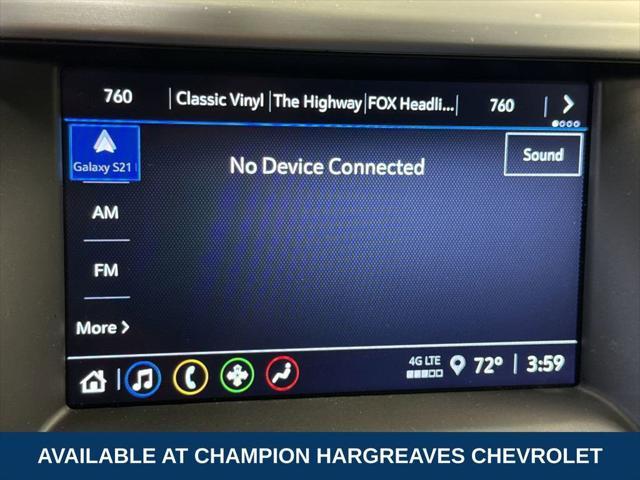 760 Classic Vinyl The Highway FOX Headli... 760
Galaxy S21
No Device Connected
Sound
AM
FM
More
4G LTE
72° 3:59
AVAILABLE AT CHAMPION HARGREAVES CHEVROLET